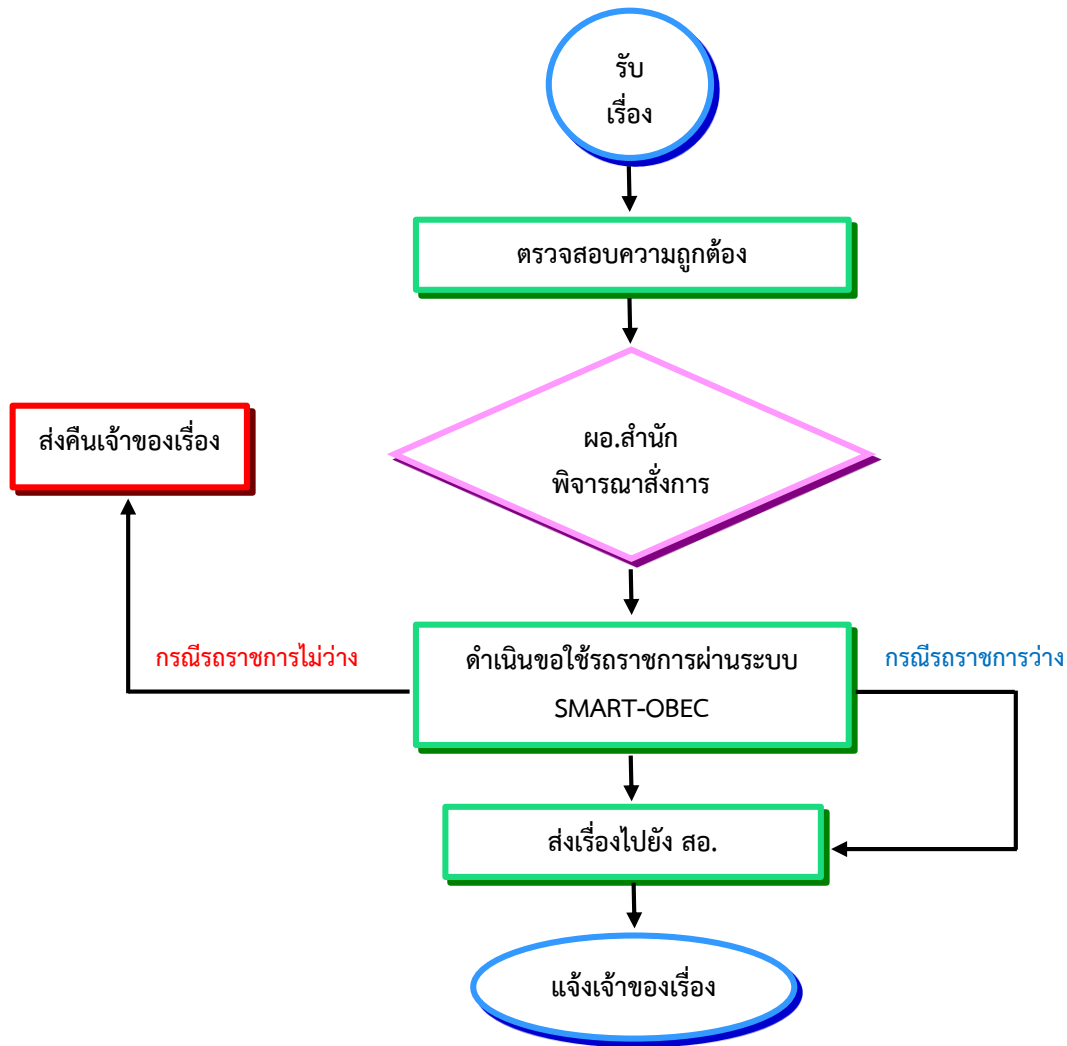 รับ
เรื่อง
ตรวจสอบความถูกต้อง
ผอ.สำนัก
พิจารณาสั่งการ
ส่งคืนเจ้าของเรื่อง
กรณีรถราชการไม่ว่าง
ดำเนินขอใช้รถราชการผ่านระบบ
SMART-OBEC
กรณีรถราชการว่าง
ส่งเรื่องไปยัง สอ.
แจ้งเจ้าของเรื่อง